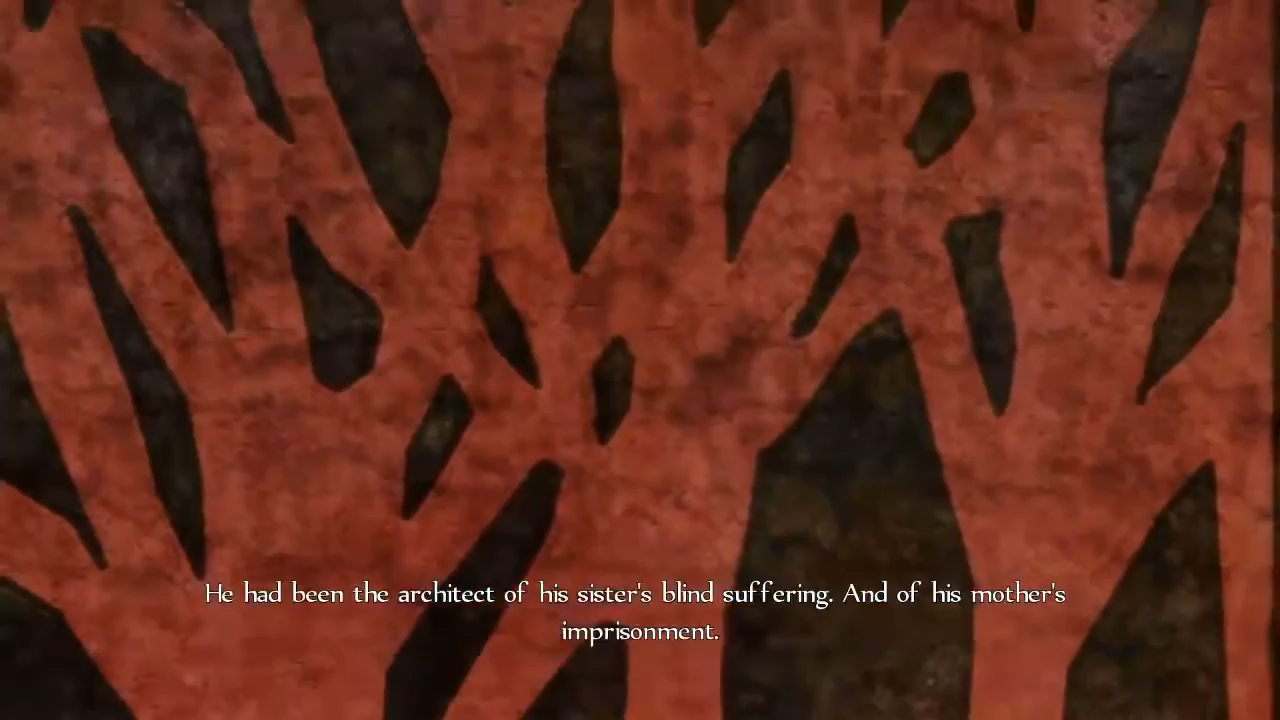 He had been the architect of his sister's blind suffering. And of his mother's
imprisonment.